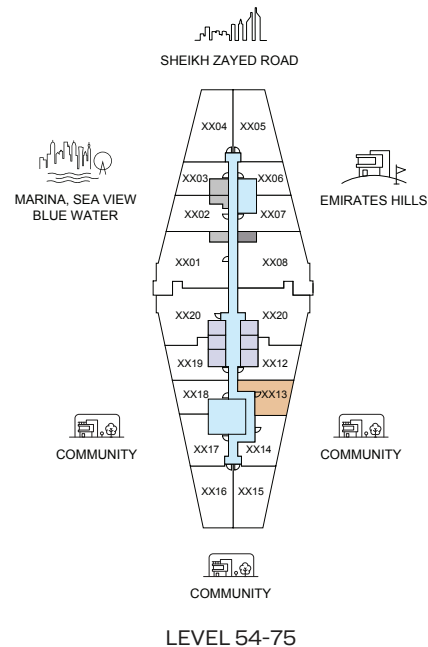 SHEIKH ZAYED ROAD
XX04 XX05
XX03 XX06
MARINA, SEA VIEW
BLUE WATER
EMIRATES HILLS
XX02 XX07
XX01 XX08
XX20 XX20
XX19 XX12
XX18 XX13
COMMUNITY
XX17 XX14
COMMUNITY
XX16 XX15
COMMUNITY
LEVEL 54-75